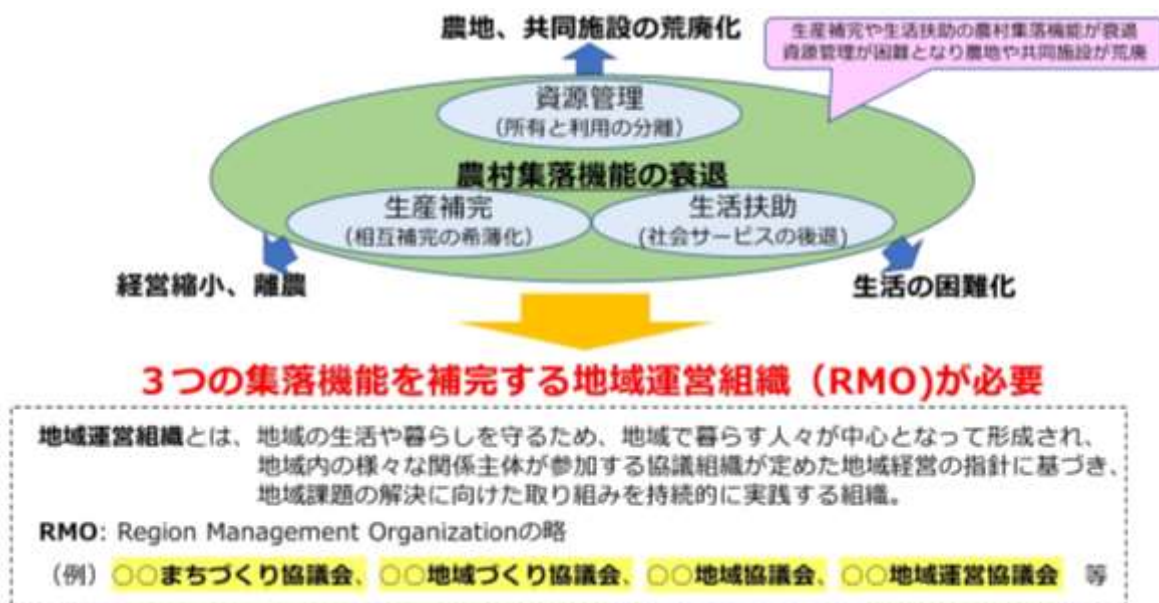 農地、共同施設の荒廃化
生産補完や生活扶助の農村集落機能が衰退
資源管理が困難となり農地や共同施設が荒廃
資源管理
（所有と利用の分離）
農村集落機能の衰退
生産補完
（相互補完の希薄化）
生活扶助
(社会サービスの後退)
経営縮小、離農
生活の困難化
３つの集落機能を補完する地域運営組織（RMO)が必要
地域運営組織とは、地域の生活や暮らしを守るため、地域で暮らす人々が中心となって形成され、
地域内の様々な関係主体が参加する協議組織が定めた地域経営の指針に基づき、
地域課題の解決に向けた取り組みを持続的に実践する組織。
RMO: Region Management Organizationの略
（例）○○まちづくり協議会、○○地域づくり協議会、○○地域協議会、○○地域運営協議会　等